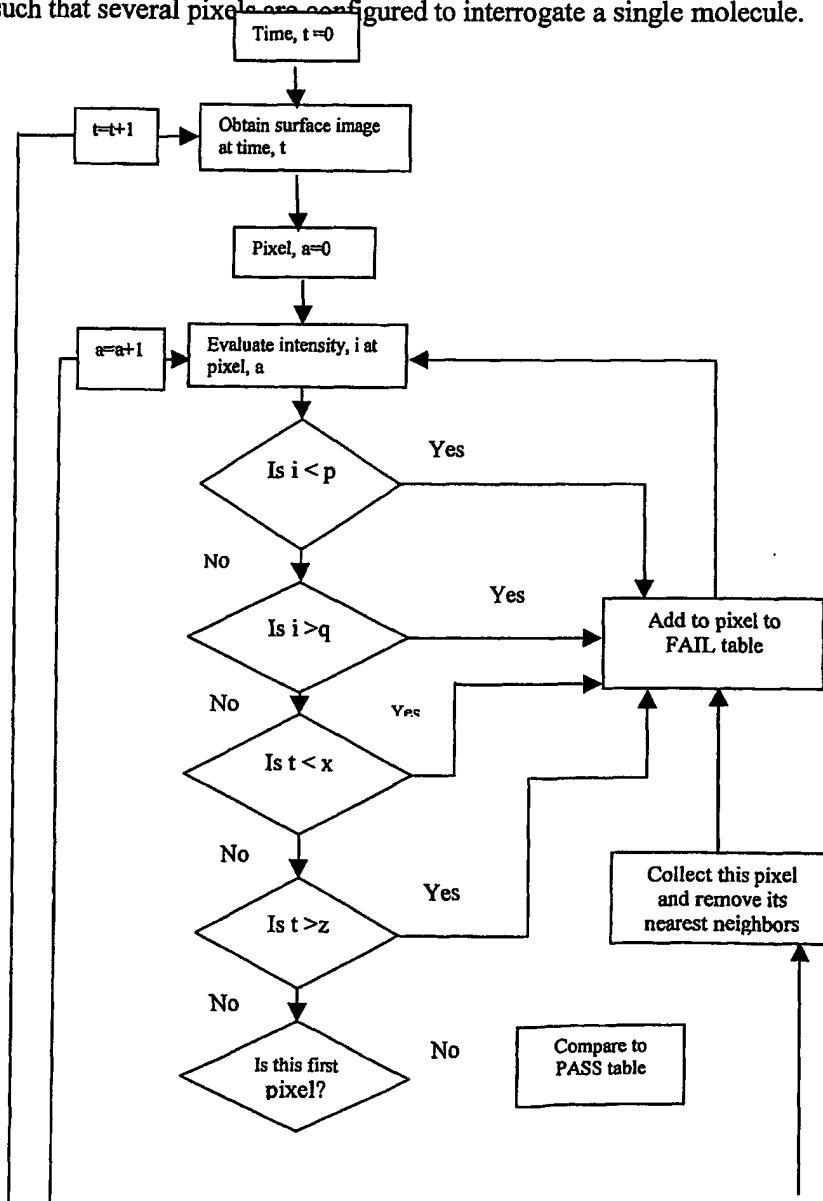 such that several pixels are configured to interrogate a single molecule.
Time, t=0
t=t+1
Obtain surface image
at time, t
Pixel, a=0
a=a+1
Evaluate intensity, i at
pixel, a
Is i < p
Yes
No
Is i >q
Yes
No
Is t < x
Yes
Add to pixel to
FAIL table
No
Is t >z
Yes
Collect this pixel
and remove its
nearest neighbors
No
Is this first
pixel?
No
Compare to
PASS table